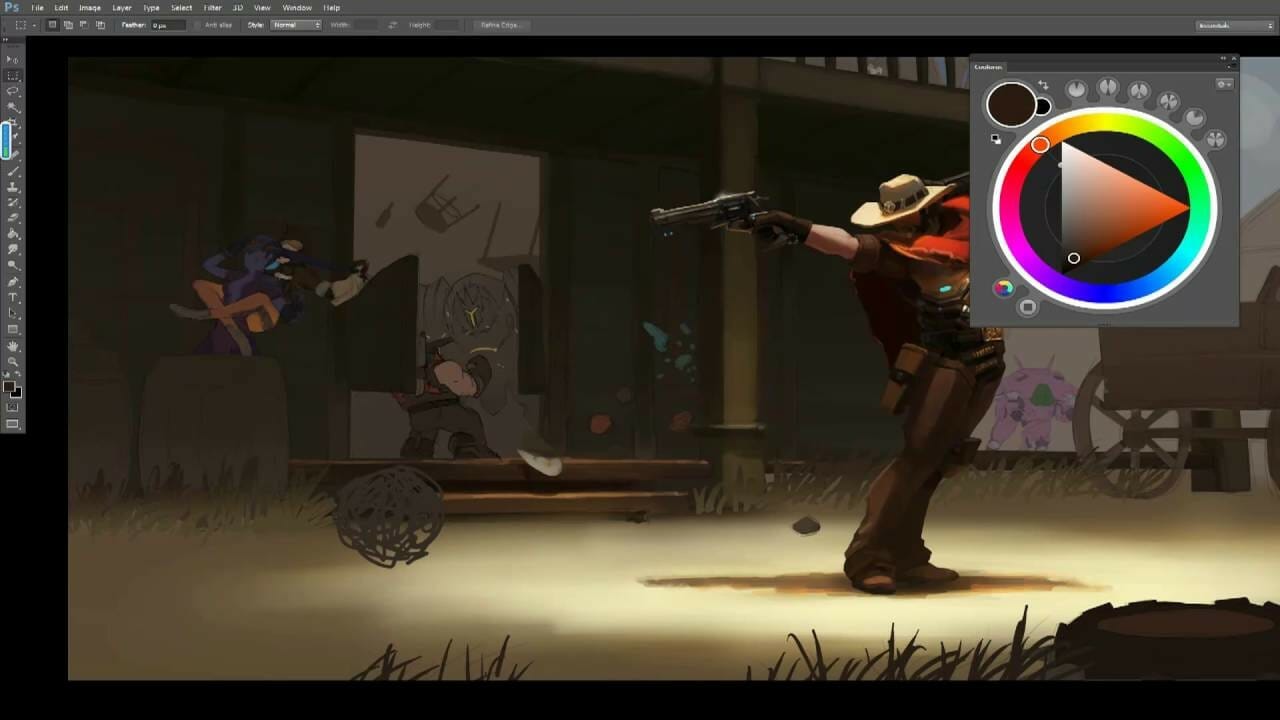 Ps File Edit Image Layer Type Select Filter 3D View Window Help
Feather: 0 px Anti-alias Style: Normal Width: Height: Refine Edge...
Essentials
Coolorus